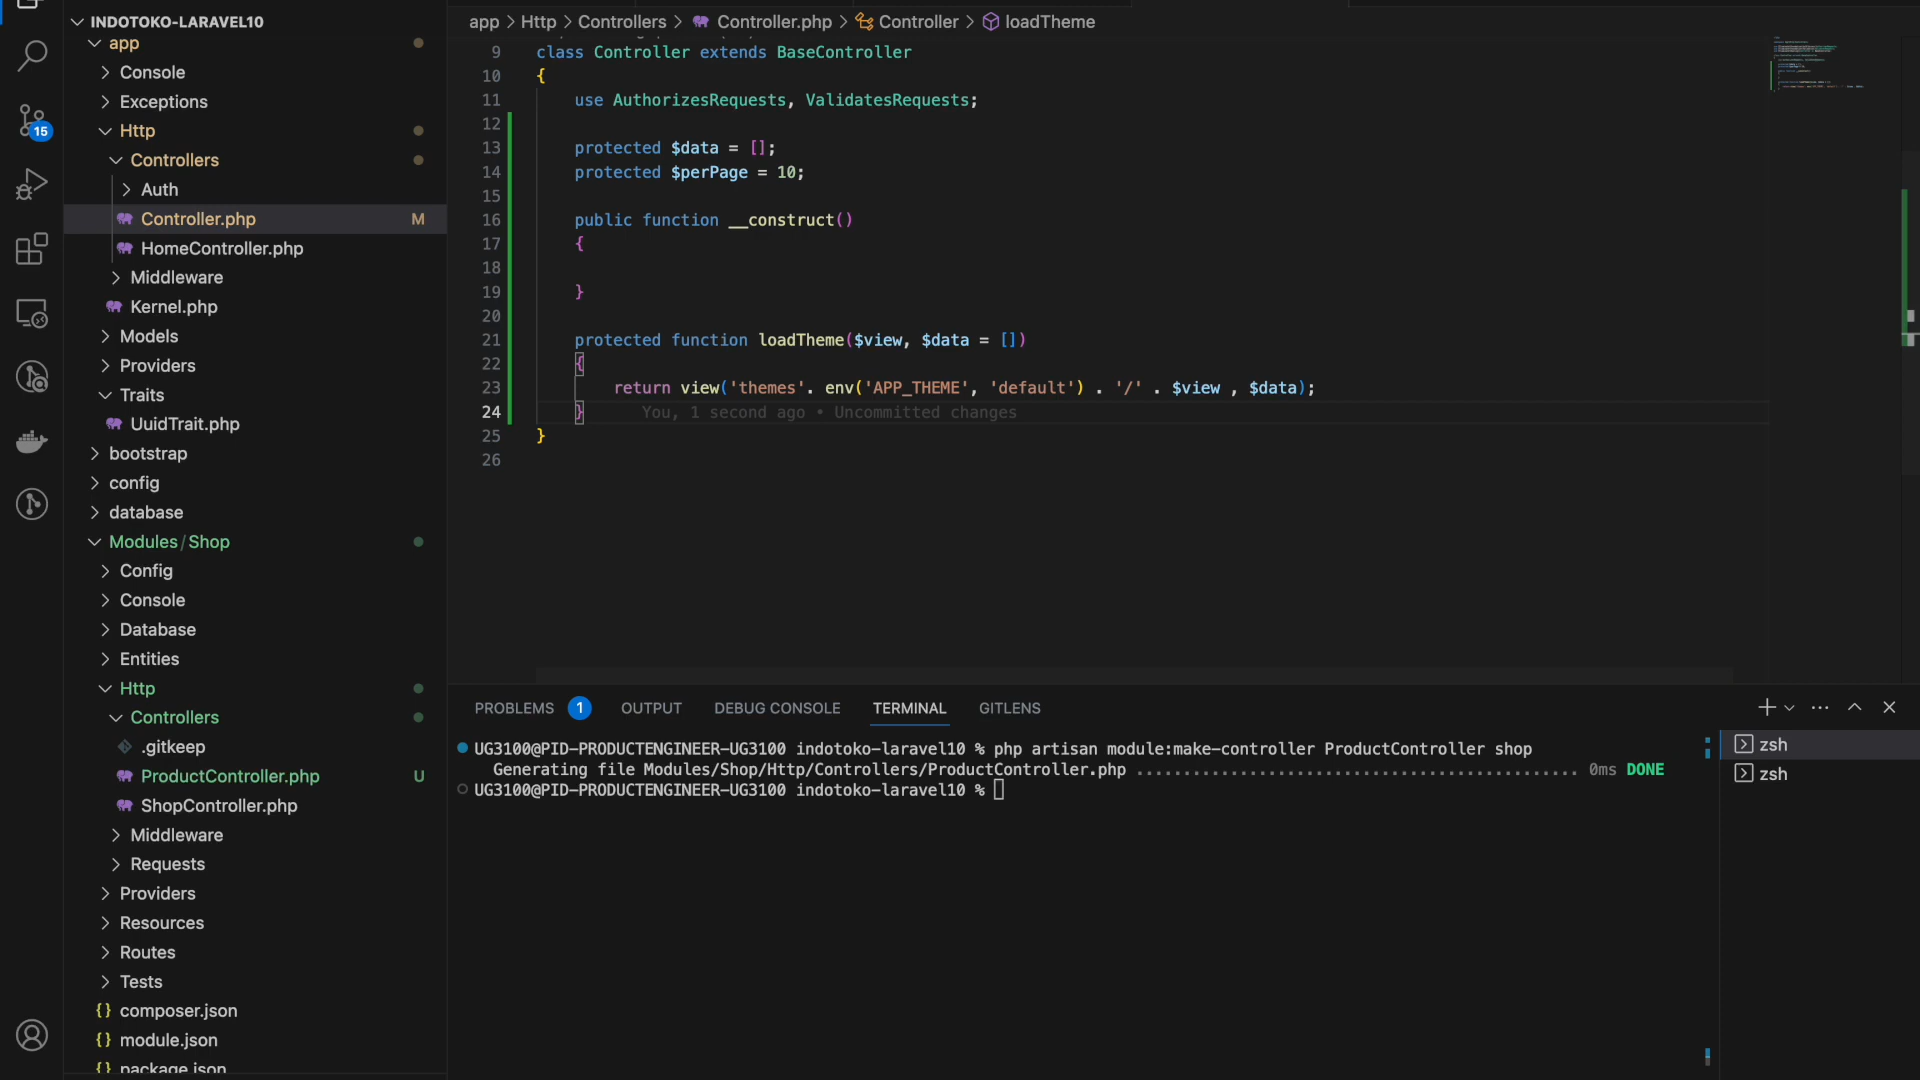 INDOTOKO-LARAVEL10
app
Console
Exceptions
Http
Controllers
Auth
Controller.php M
HomeController.php
Middleware
Kernel.php
Models
Providers
Traits
UuidTrait.php
bootstrap
config
database
Modules/Shop
Config
Console
Database
Entities
Http
Controllers
.gitkeep
ProductController.php U
ShopController.php
Middleware
Requests
Providers
Resources
Routes
Tests
{} composer.json
{} module.json
{} package.json
15
app > Http > Controllers > Controller.php > Controller > loadTheme
9 class Controller extends BaseController
10 {
11 use AuthorizesRequests, ValidatesRequests;
12
13 protected $data = [];
14 protected $perPage = 10;
15
16 public function __construct()
17 {
18
19 }
20
21 protected function loadTheme($view, $data = [])
22 {
23 return view('themes'. env('APP_THEME', 'default') . '/' . $view , $data);
24 } You, 1 second ago • Uncommitted changes
25 }
26
PROBLEMS 1 OUTPUT DEBUG CONSOLE TERMINAL GITLENS
UG3100@PID-PRODUCTENGINEER-UG3100 indotoko-laravel10 % php artisan module:make-controller ProductController shop
Generating file Modules/Shop/Http/Controllers/ProductController.php ............................................... 0ms DONE
UG3100@PID-PRODUCTENGINEER-UG3100 indotoko-laravel10 %
zsh
zsh